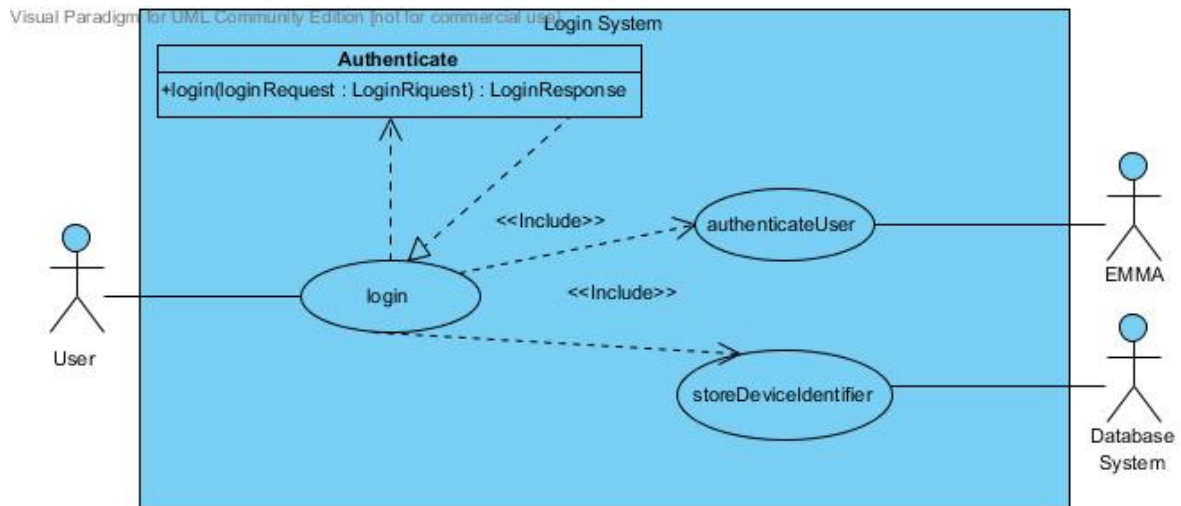 Visual Paradigm for UML Community Edition [not for commercial use]
Login System
Authenticate
+login(loginRequest : LoginRiquest) : LoginResponse
<<Include>>
authenticateUser
EMMA
<<Include>>
login
User
storeDeviceIdentifier
Database
System